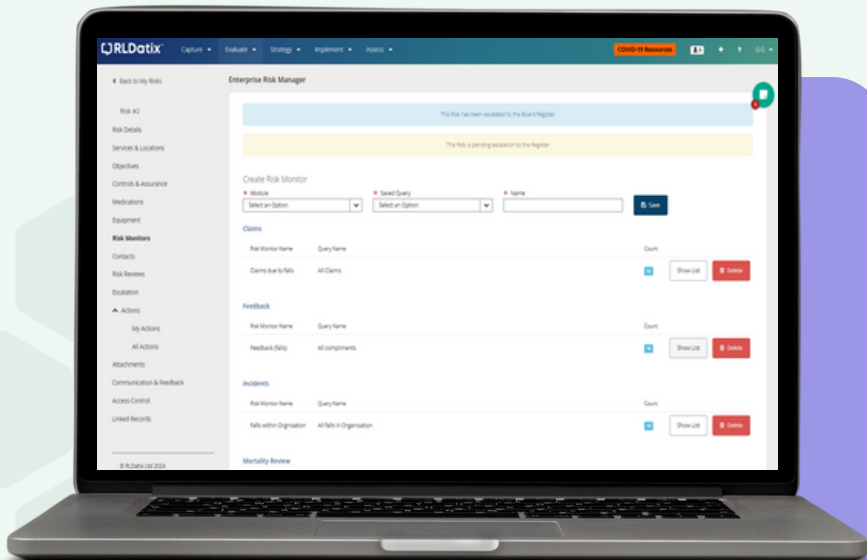 RLDatix Capture Evaluate Strategy Implement Assess COVID-19 Resources + ? GG
Back to My Risks
Risk #2
Risk Details
Services & Locations
Objectives
Controls & Assurance
Medications
Equipment
Risk Monitors
Contacts
Risk Reviews
Escalation
Actions
My Actions
All Actions
Attachments
Communication & Feedback
Access Control
Linked Records
© RLDatix Ltd 2024
Enterprise Risk Manager
This Risk has been escalated to the Board Register
This Risk is pending escalation to the Register
Create Risk Monitor
* Module * Saved Query * Name
Select an Option Select an Option Save
Claims
Risk Monitor Name Query Name Count
Claims due to falls All Claims Show List Delete
Feedback
Risk Monitor Name Query Name Count
Feedback (falls) All compliments Show List Delete
Incidents
Risk Monitor Name Query Name Count
Falls within Orgnisation All falls in Organisation Show List Delete
Mortality Review